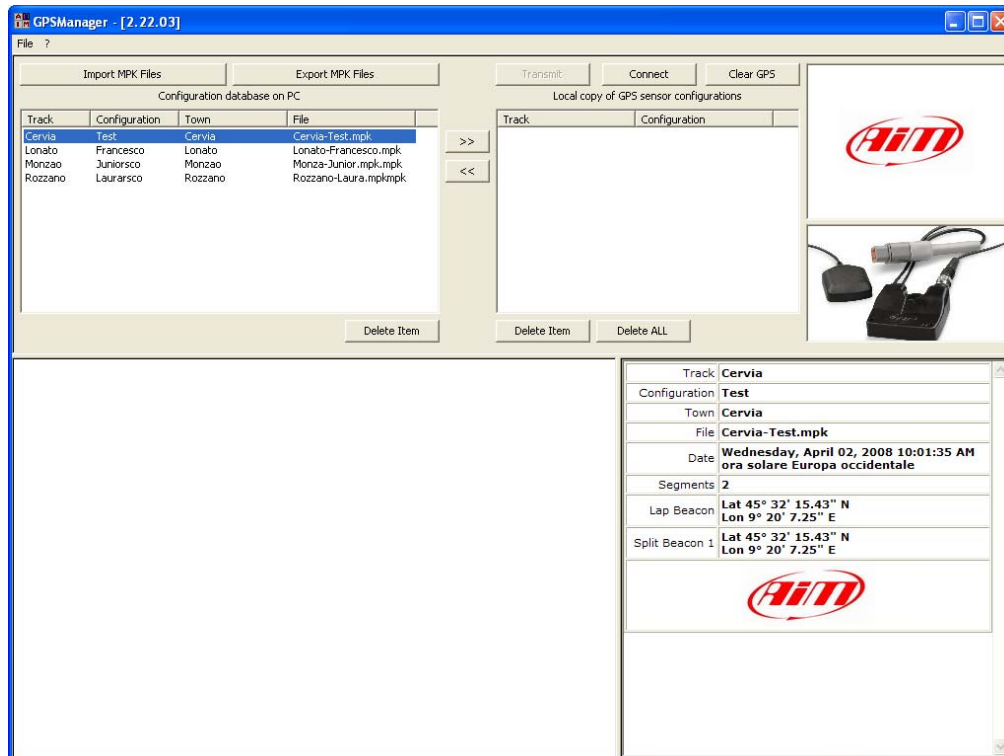 GPSManager - [2.22.03]
File ?
Import MPK Files Export MPK Files
Configuration database on PC
Track Configuration Town File
Cervia Test Cervia Cervia-Test.mpk
Lonato Francesco Lonato Lonato-Francesco.mpk
Monzao Juniorsco Monzao Monza-Junior.mpk.mpk
Rozzano Laurarsco Rozzano Rozzano-Laura.mpkmpk
Delete Item
>>
<<
Transmit Connect Clear GPS
Local copy of GPS sensor configurations
Track Configuration
Delete Item Delete ALL
AiM
Track Cervia
Configuration Test
Town Cervia
File Cervia-Test.mpk
Date Wednesday, April 02, 2008 10:01:35 AM
ora solare Europa occidentale
Segments 2
Lap Beacon Lat 45° 32' 15.43" N
Lon 9° 20' 7.25" E
Split Beacon 1 Lat 45° 32' 15.43" N
Lon 9° 20' 7.25" E
AiM